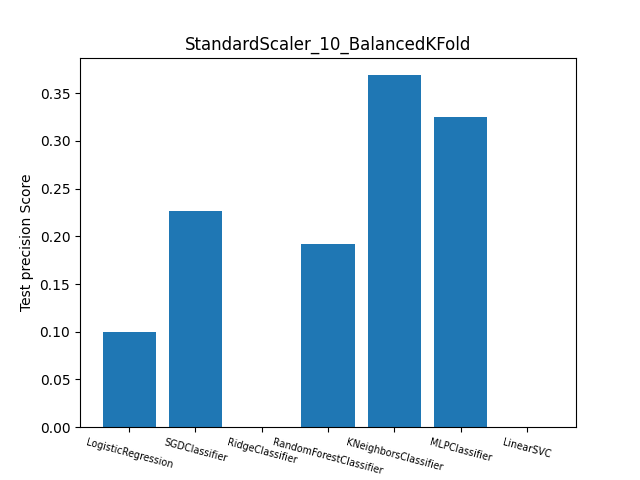 StandardScaler_10_BalancedKFold
Test precision Score
0.35
0.30
0.25
0.20
0.15
0.10
0.05
0.00
LogisticRegression
SGDClassifier
RidgeClassifier
RandomForestClassifier
KNeighborsClassifier
MLPClassifier
LinearSVC